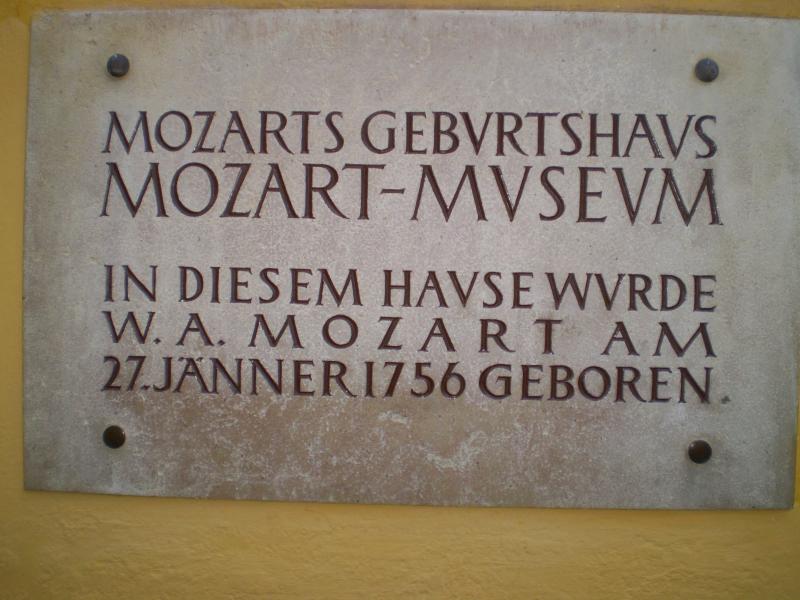 MOZARTS GEBVRTSHAVS
MOZART-MVSEVM
IN DIESEM HAVSE WVRDE
W. A. MOZART AM
27. JÄNNER 1756 GEBOREN.